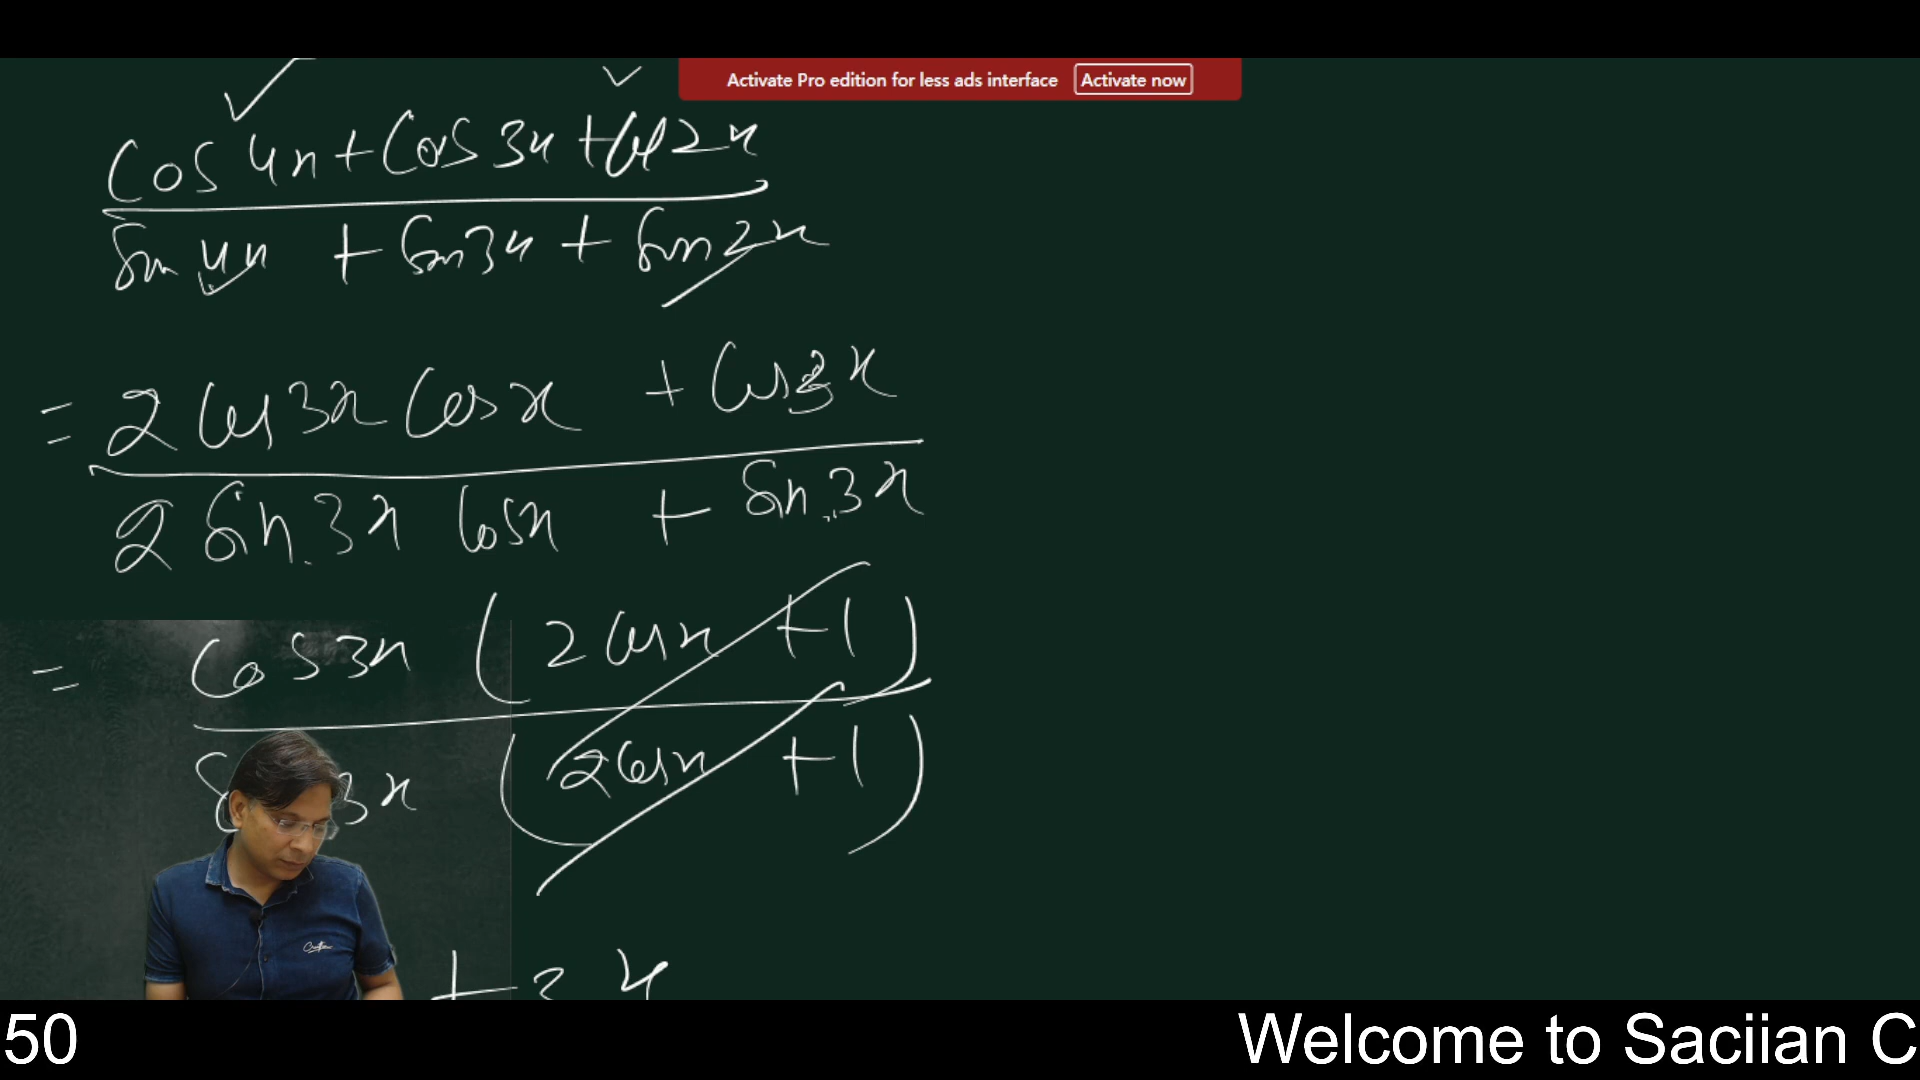 Activate Pro edition for less ads interface Activate now
Cos 4x + Cos 3x + Cos 2x
Sin 4x + Sin 3x + Sin 2x
= 2 Cos 3x Cos x + Cos 3x
2 Sin 3x Cos x + Sin 3x
= Cos 3x ( 2 Cos x + 1 )
3x ( 2 Cos x + 1 )
50 Welcome to Saciian C